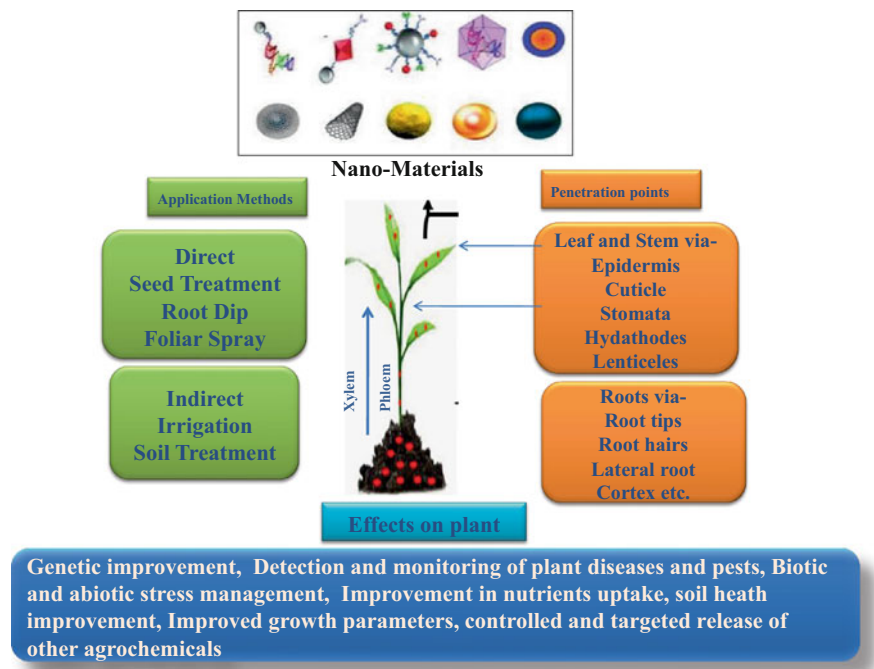 Nano-Materials
Application Methods
Direct
Seed Treatment
Root Dip
Foliar Spray
Indirect
Irrigation
Soil Treatment
Xylem
Phloem
Penetration points
Leaf and Stem via-
Epidermis
Cuticle
Stomata
Hydathodes
Lenticeles
Roots via-
Root tips
Root hairs
Lateral root
Cortex etc.
Effects on plant
Genetic improvement, Detection and monitoring of plant diseases and pests, Biotic
and abiotic stress management, Improvement in nutrients uptake, soil heath
improvement, Improved growth parameters, controlled and targeted release of
other agrochemicals